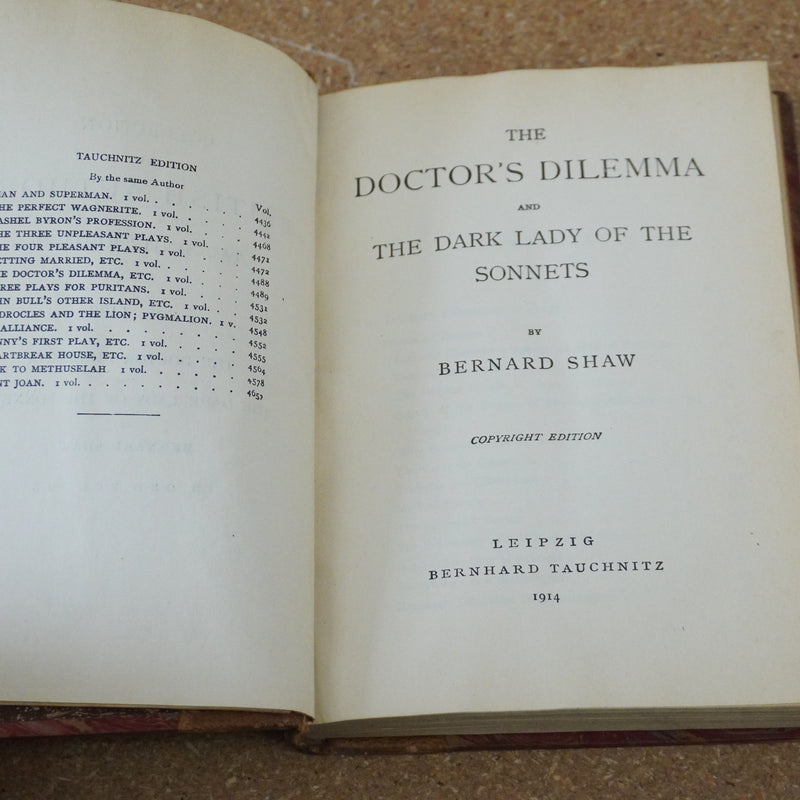 TAUCHNITZ EDITION
By the same Author
Vol.
AN AND SUPERMAN. 1 vol. . . . . . 4436
HE PERFECT WAGNERITE. 1 vol. . . . . 4442
ASHEL BYRON'S PROFESSION. 1 vol. . . . 4468
HE THREE UNPLEASANT PLAYS. 1 vol. . . 4471
HE FOUR PLEASANT PLAYS. 1 vol. . . . 4472
ETTING MARRIED, ETC. 1 vol. . . . . 4488
E DOCTOR'S DILEMMA, ETC. 1 vol. . . . 4489
REE PLAYS FOR PURITANS. 1 vol. . . . 4531
HN BULL'S OTHER ISLAND, ETC. 1 vol. . . 4532
DROCLES AND THE LION; PYGMALION. 1 v. 4548
ALLIANCE. 1 vol. . . . . . . 4552
NNY'S FIRST PLAY, ETC. 1 vol. . . . . 4555
ARTBREAK HOUSE, ETC. 1 vol. . . . . 4564
K TO METHUSELAH 1 vol. . . . . . 4578
NT JOAN. 1 vol. . . . . . . . 4652
THE
DOCTOR'S DILEMMA
AND
THE DARK LADY OF THE
SONNETS
BY
BERNARD SHAW
COPYRIGHT EDITION
LEIPZIG
BERNHARD TAUCHNITZ
1914